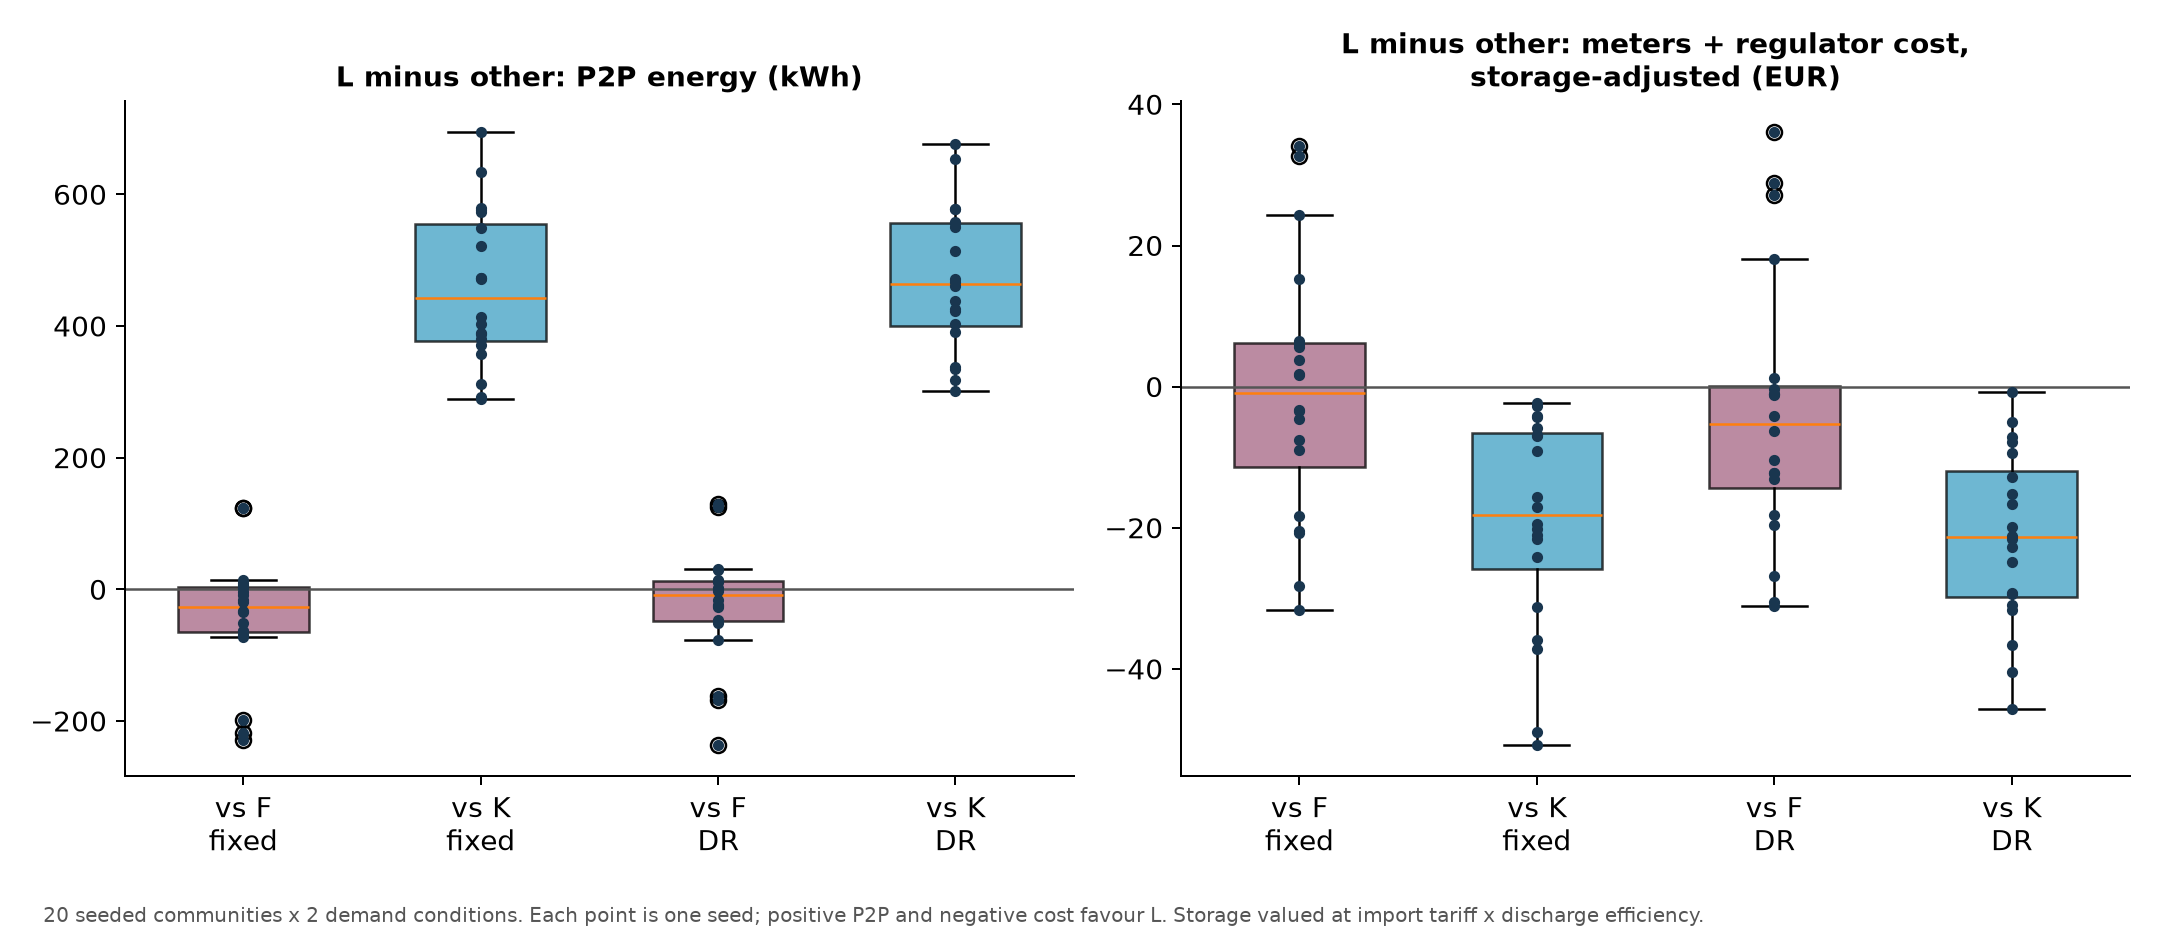 L minus other: P2P energy (kWh)
600
400
200
0
−200
vs F
fixed
vs K
fixed
vs F
DR
vs K
DR
L minus other: meters + regulator cost,
storage-adjusted (EUR)
40
20
0
−20
−40
vs F
fixed
vs K
fixed
vs F
DR
vs K
DR
20 seeded communities x 2 demand conditions. Each point is one seed; positive P2P and negative cost favour L. Storage valued at import tariff x discharge efficiency.